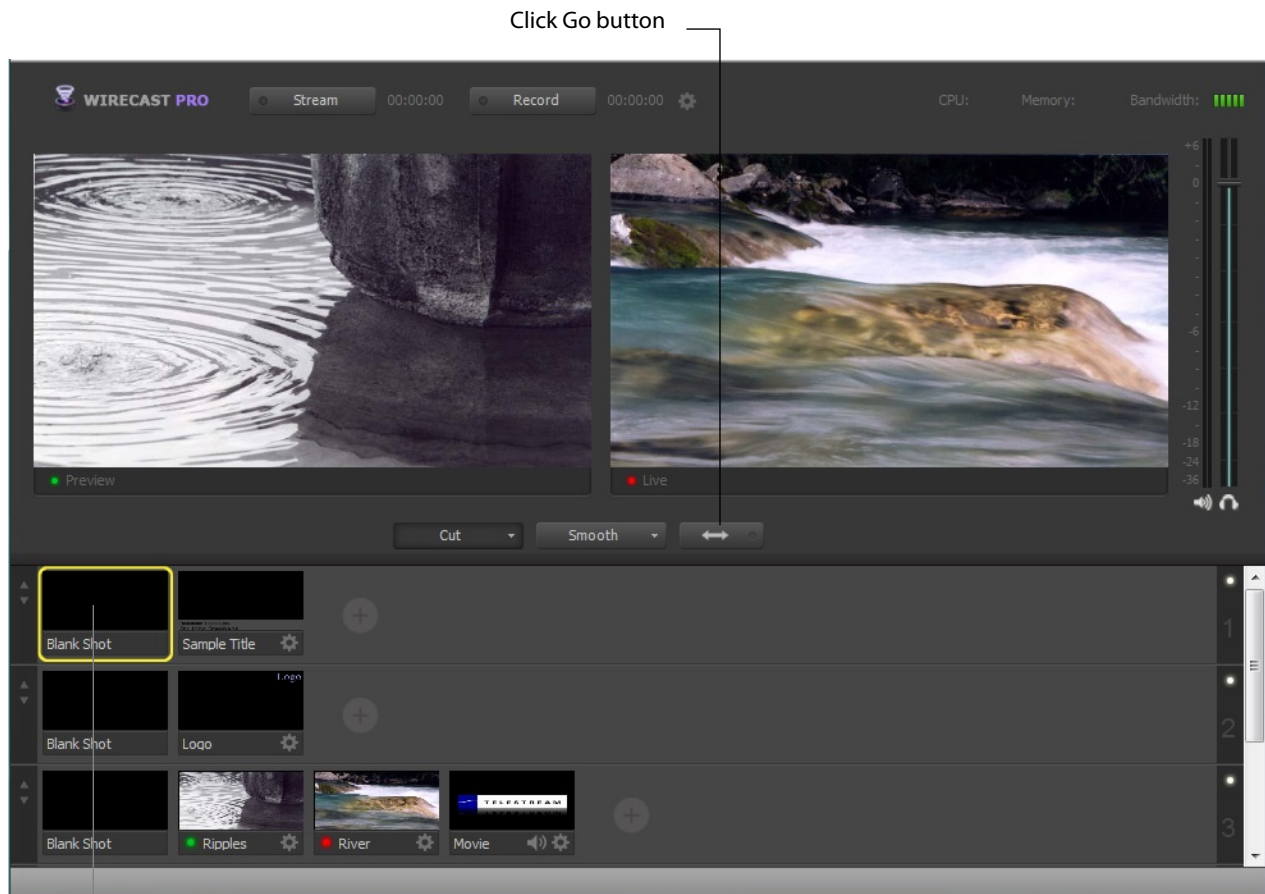 Click Go button
WIRECAST PRO
Stream
00:00:00
Record
00:00:00
CPU:
Memory:
Bandwidth:
+6
-
0
-
-
-
-
-6
-
-12
-
-18
-24
-36
Preview
Live
Cut
Smooth
Blank Shot
Sample Title
1
Logo
Blank Shot
Logo
2
TELESTREAM
Blank Shot
Ripples
River
Movie
3